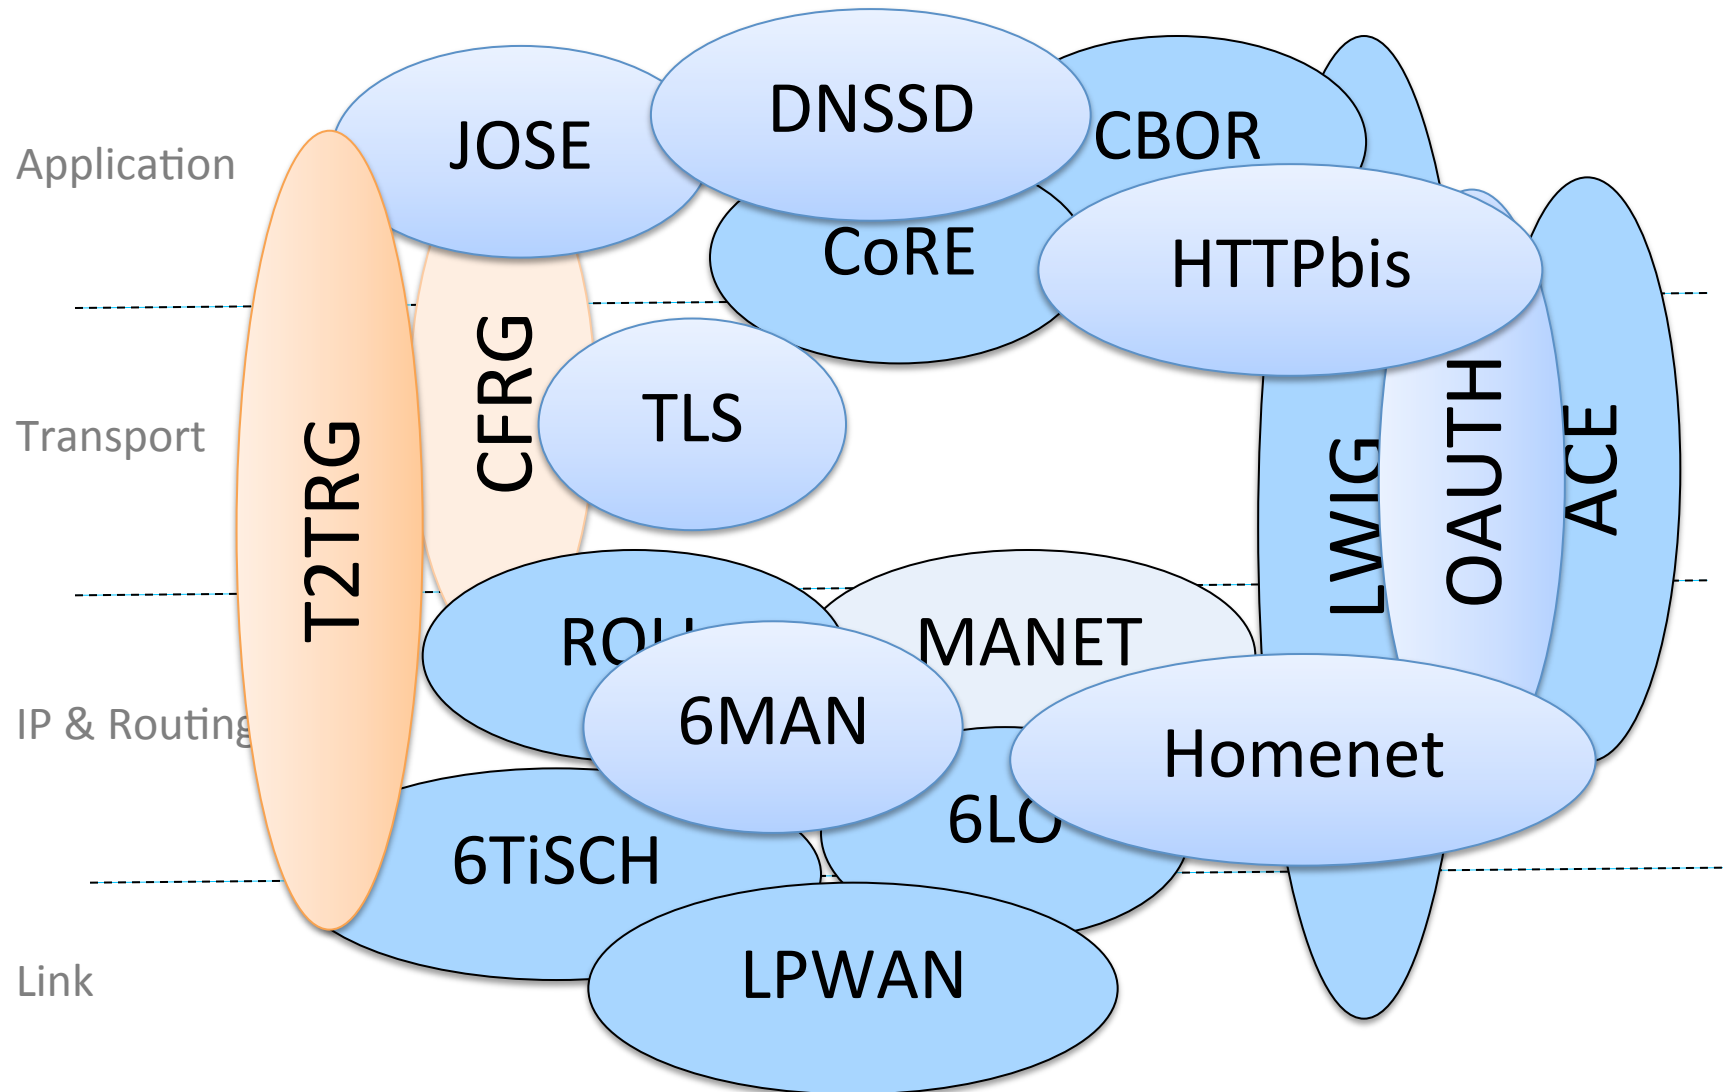 DNSSD
CBOR
JOSE
Application
CoRE
HTTPbis
CFRG
TLS
Transport
T2TRG
LWIG
OAUTH
ACE
MANET
6MAN
IP & Routing
Homenet
6LO
6TiSCH
LPWAN
Link